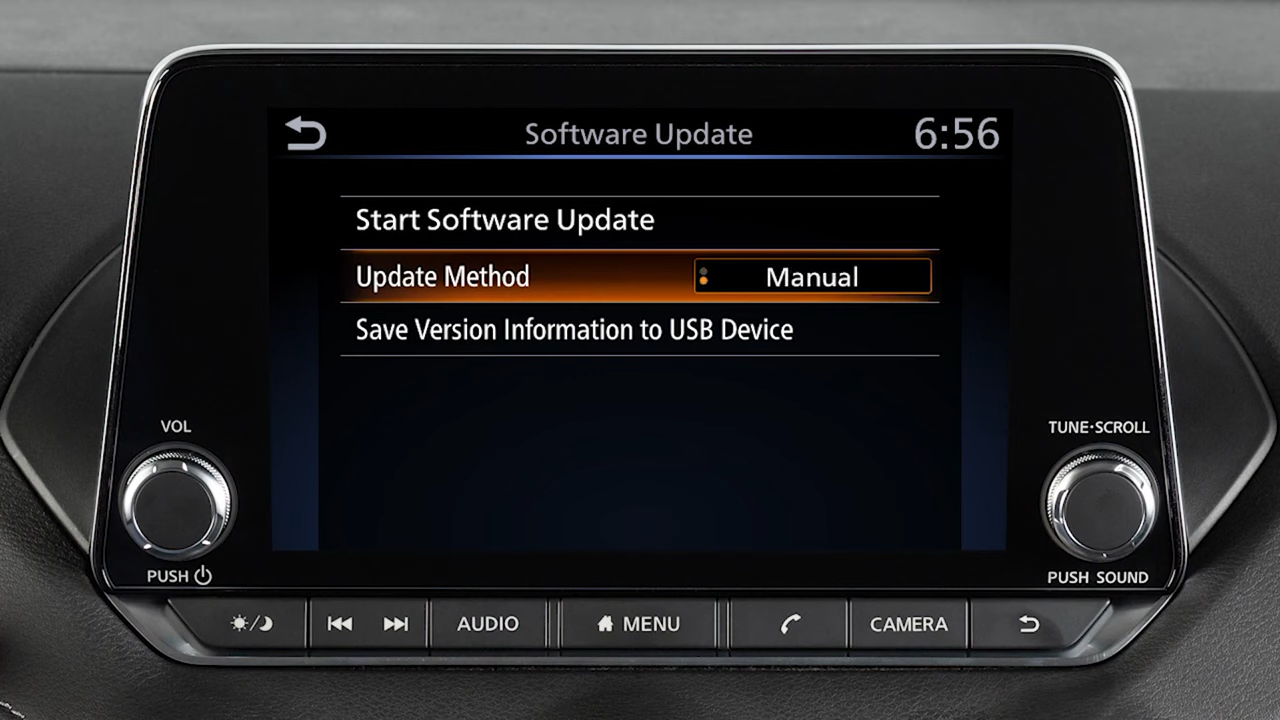 Software Update
6:56
Start Software Update
Update Method
Manual
Save Version Information to USB Device
VOL
TUNE·SCROLL
PUSH
PUSH SOUND
AUDIO
MENU
CAMERA